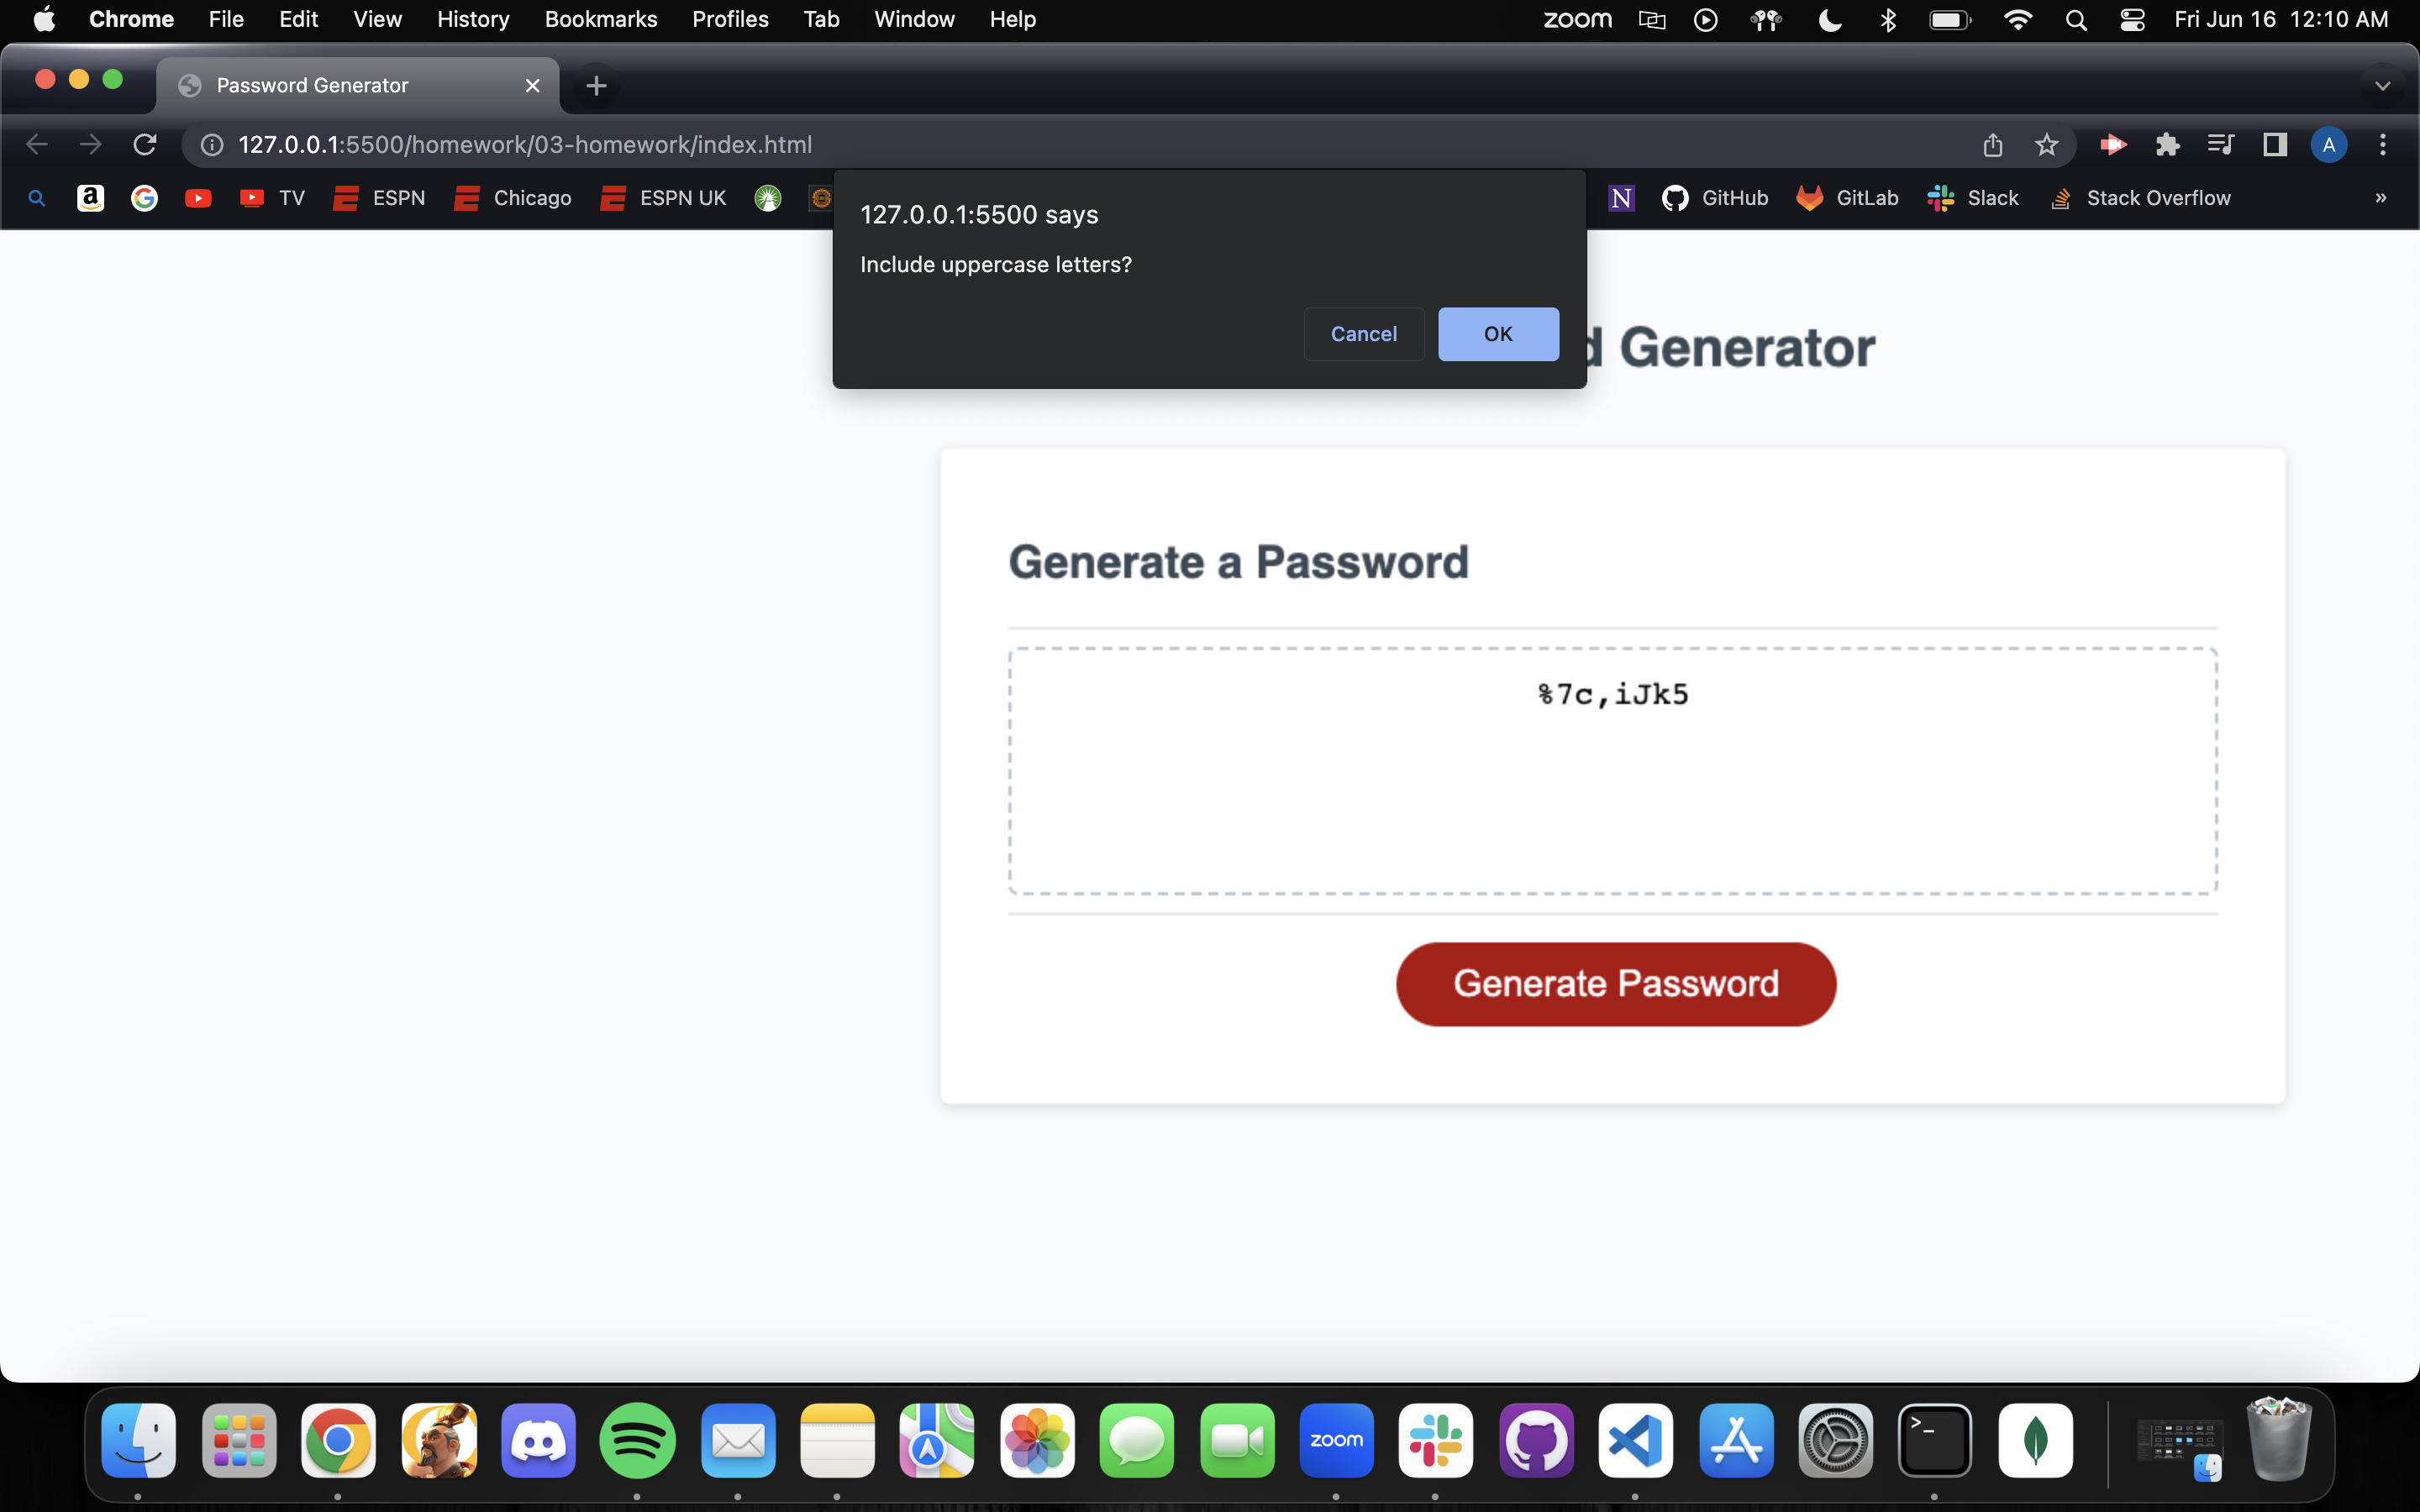 Chrome File Edit View History Bookmarks Profiles Tab Window Help zoom Fri Jun 16 12:10 AM
Password Generator
127.0.0.1:5500/homework/03-homework/index.html A
a G TV ESPN Chicago ESPN UK N GitHub GitLab Slack Stack Overflow »
127.0.0.1:5500 says
Include uppercase letters?
Cancel OK
d Generator
Generate a Password
%7c,iJk5
Generate Password
zoom >_